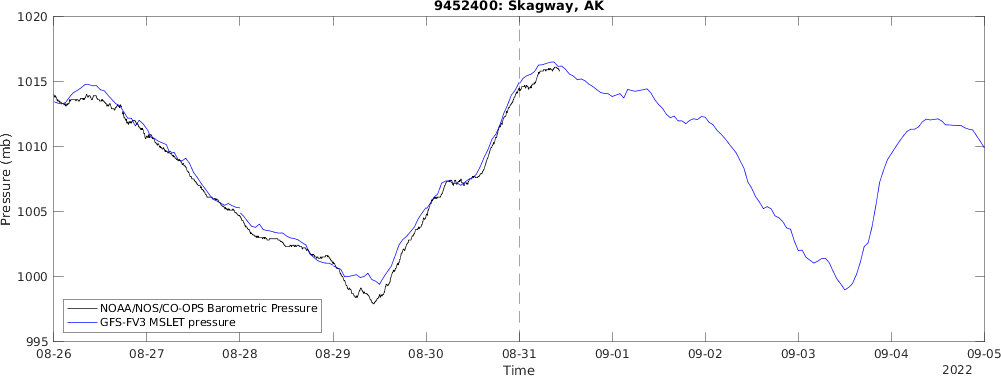 9452400: Skagway, AK
Pressure (mb)
1020
1015
1010
1005
1000
995
NOAA/NOS/CO-OPS Barometric Pressure
GFS-FV3 MSLET pressure
08-26 08-27 08-28 08-29 08-30 08-31 09-01 09-02 09-03 09-04 09-05
Time
2022